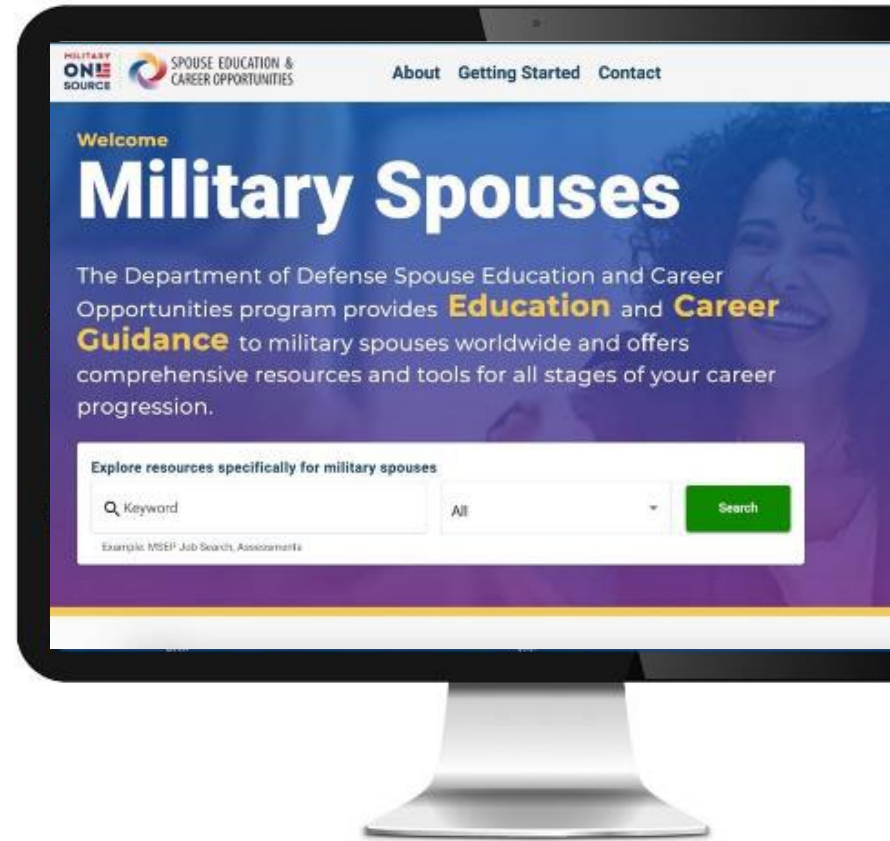 MILITARY
ONE
SOURCE
SPOUSE EDUCATION &
CAREER OPPORTUNITIES
About Getting Started Contact
Welcome
Military Spouses
The Department of Defense Spouse Education and Career
Opportunities program provides Education and Career
Guidance to military spouses worldwide and offers
comprehensive resources and tools for all stages of your career
progression.
Explore resources specifically for military spouses
Keyword
All
Search
Example: MSEP Job Search, Assessments